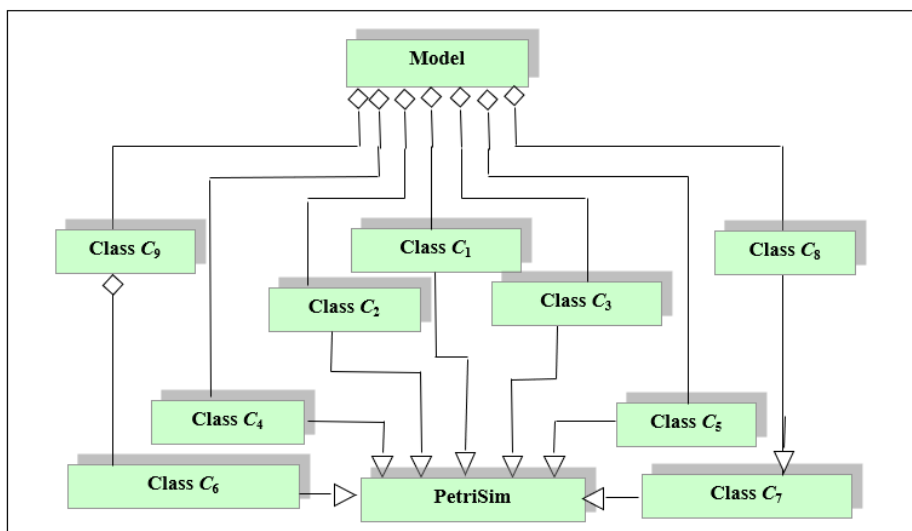 Model
Class C₉
Class C₁
Class C₈
Class C₂
Class C₃
Class C₄
Class C₅
Class C₆
PetriSim
Class C₇